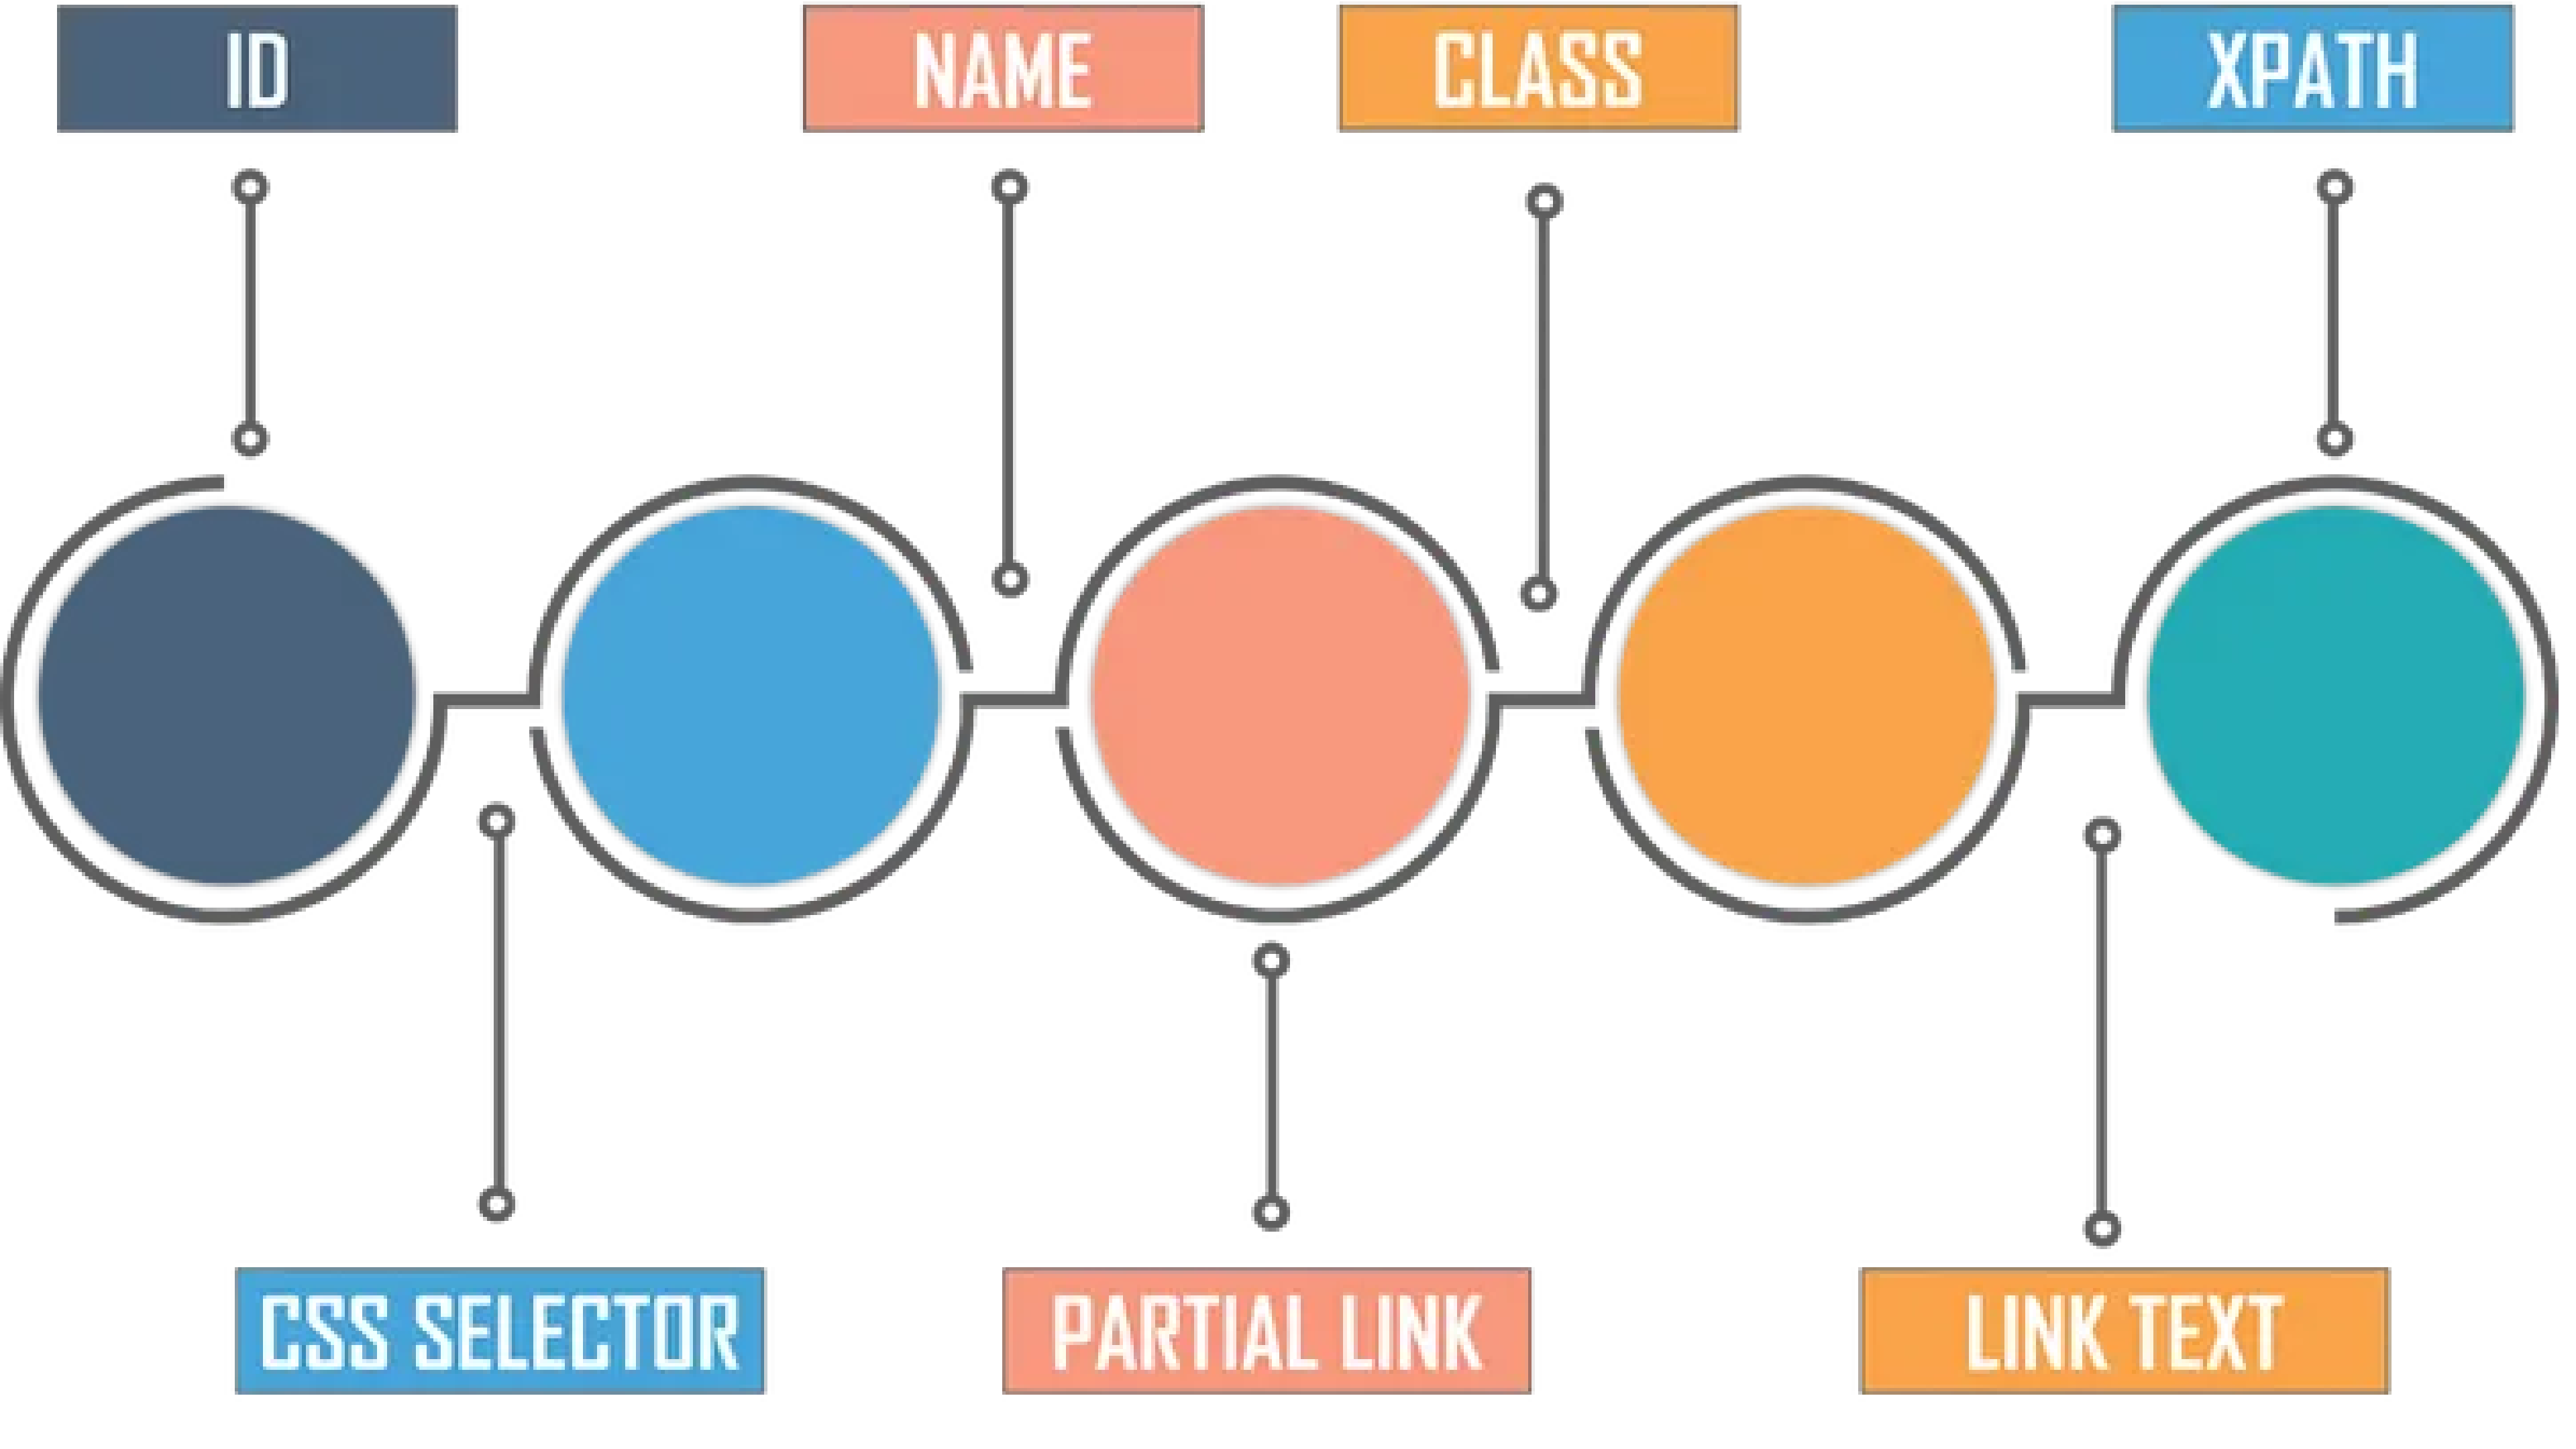 ID
NAME
CLASS
XPATH
CSS SELECTOR
PARTIAL LINK
LINK TEXT